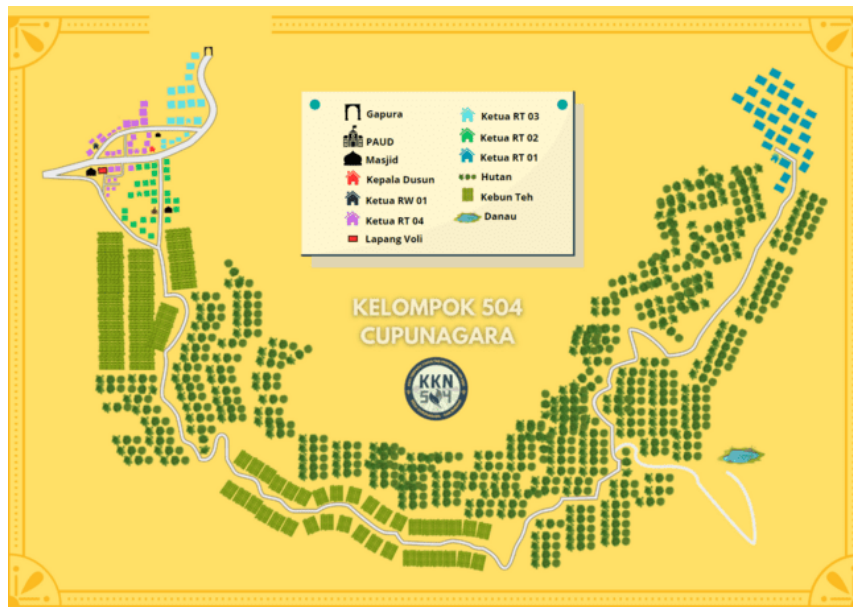 Gapura
PAUD
Masjid
Kepala Dusun
Ketua RW 01
Ketua RT 04
Lapang Voli
Ketua RT 03
Ketua RT 02
Ketua RT 01
Hutan
Kebun Teh
Danau
KELOMPOK 504
CUPUNAGARA
KKN
504